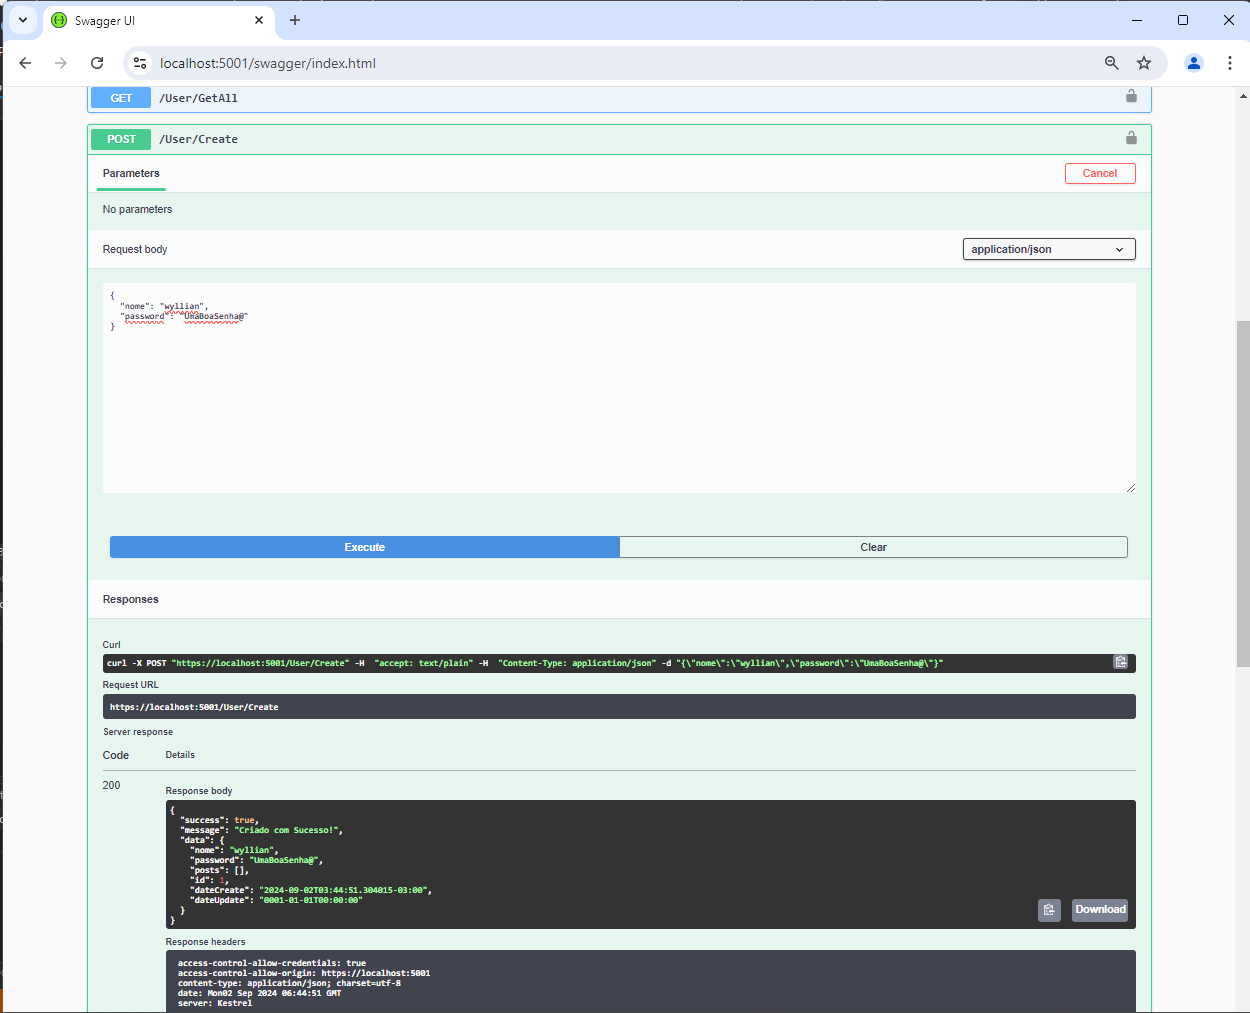 Swagger UI
localhost:5001/swagger/index.html
GET /User/GetAll
POST /User/Create
Parameters
Cancel
No parameters
Request body
application/json
{
"nome": "wyllian",
"password": "UmaBoaSenha@"
}
Execute
Clear
Responses
Curl
curl -X POST "https://localhost:5001/User/Create" -H  "accept: text/plain" -H  "Content-Type: application/json" -d "{\"nome\":\"wyllian\",\"password\":\"UmaBoaSenha@\"}"
Request URL
https://localhost:5001/User/Create
Server response
Code Details
200
Response body
{
"success": true,
"message": "Criado com Sucesso!",
"data": {
"nome": "wyllian",
"password": "UmaBoaSenha@",
"posts": [],
"id": 1,
"dateCreate": "2024-09-02T03:44:51.304015-03:00",
"dateUpdate": "0001-01-01T00:00:00"
}
}
Download
Response headers
access-control-allow-credentials: true
access-control-allow-origin: https://localhost:5001
content-type: application/json; charset=utf-8
date: Mon02 Sep 2024 06:44:51 GMT
server: Kestrel